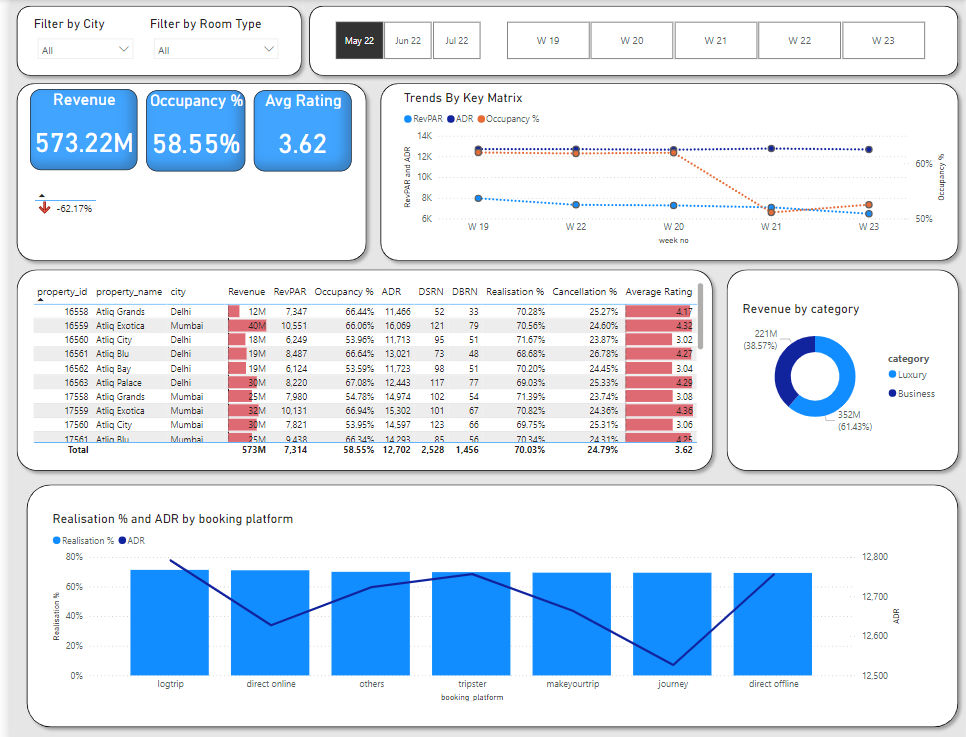 Filter by City
Filter by Room Type
All
All
May 22
Jun 22
Jul 22
W 19
W 20
W 21
W 22
W 23
Revenue
573.22M
Occupancy %
58.55%
Avg Rating
3.62
-62.17%
Trends By Key Matrix
RevPAR ADR Occupancy %
14K
12K
10K
8K
6K
RevPAR and ADR
60%
50%
Occupancy %
W 19 W 22 W 20 W 21 W 23
week no
property_id property_name city Revenue RevPAR Occupancy % ADR DSRN DBRN Realisation % Cancellation % Average Rating
16558 Atliq Grands Delhi 12M 7,347 66.44% 11,466 52 33 70.28% 25.27% 4.17
16559 Atliq Exotica Mumbai 40M 10,551 66.06% 16,069 121 79 70.56% 24.60% 4.32
16560 Atliq City Delhi 18M 6,249 53.96% 11,713 95 51 71.67% 23.87% 3.02
16561 Atliq Blu Delhi 19M 8,487 66.64% 13,021 73 48 68.68% 26.78% 4.27
16562 Atliq Bay Delhi 19M 6,124 53.59% 11,723 98 51 70.20% 24.45% 3.04
16563 Atliq Palace Delhi 30M 8,220 67.08% 12,443 117 77 69.03% 25.33% 4.29
17558 Atliq Grands Mumbai 25M 7,980 54.78% 14,974 102 54 71.39% 23.74% 3.08
17559 Atliq Exotica Mumbai 32M 10,131 66.94% 15,302 101 67 70.82% 24.36% 4.36
17560 Atliq City Mumbai 30M 7,821 53.95% 14,597 123 66 69.75% 25.31% 3.06
17561 Atliq Blu Mumbai 25M 9,438 66.34% 14,293 85 56 70.34% 24.31% 4.25
Total 573M 7,314 58.55% 12,702 2,528 1,456 70.03% 24.79% 3.62
Revenue by category
221M
(38.57%)
352M
(61.43%)
category
Luxury
Business
Realisation % and ADR by booking platform
Realisation % ADR
80%
60%
40%
20%
0%
Realisation %
12,800
12,700
12,600
12,500
ADR
logtrip direct online others tripster makeyourtrip journey direct offline
booking_platform